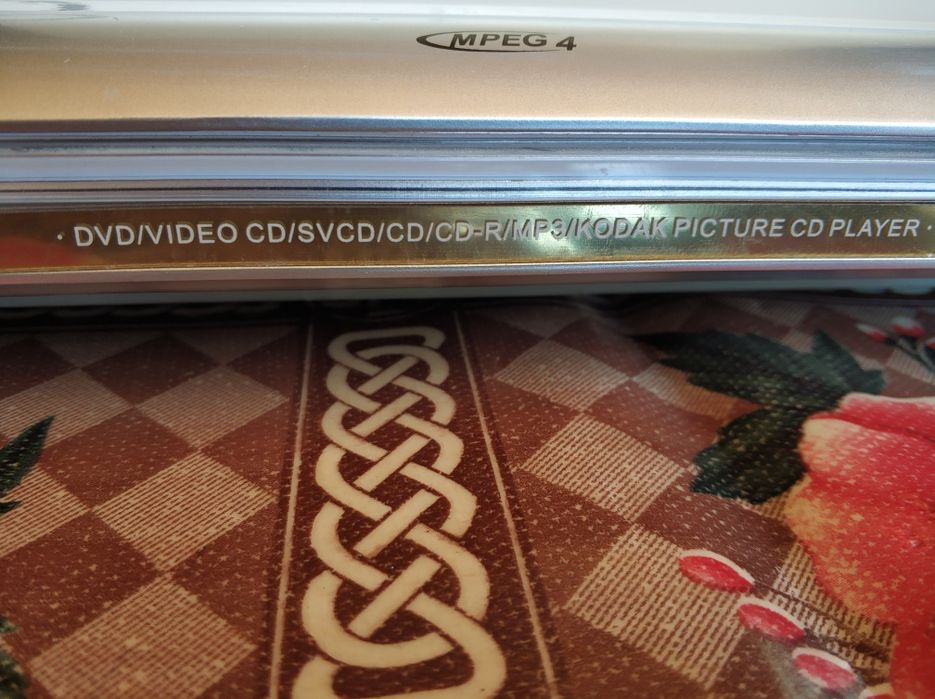 MPEG 4
· DVD/VIDEO CD/SVCD/CD/CD-R/MP3/KODAK PICTURE CD PLAYER ·